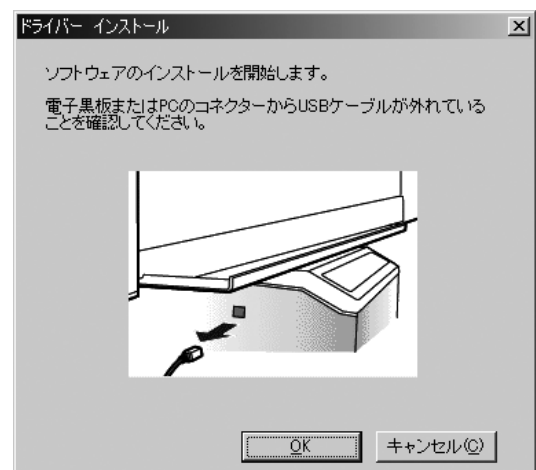 ドライバー インストール
ソフトウェアのインストールを開始します。
電子黒板またはPCのコネクターからUSBケーブルが外れている
ことを確認してください。
OK
キャンセル(C)